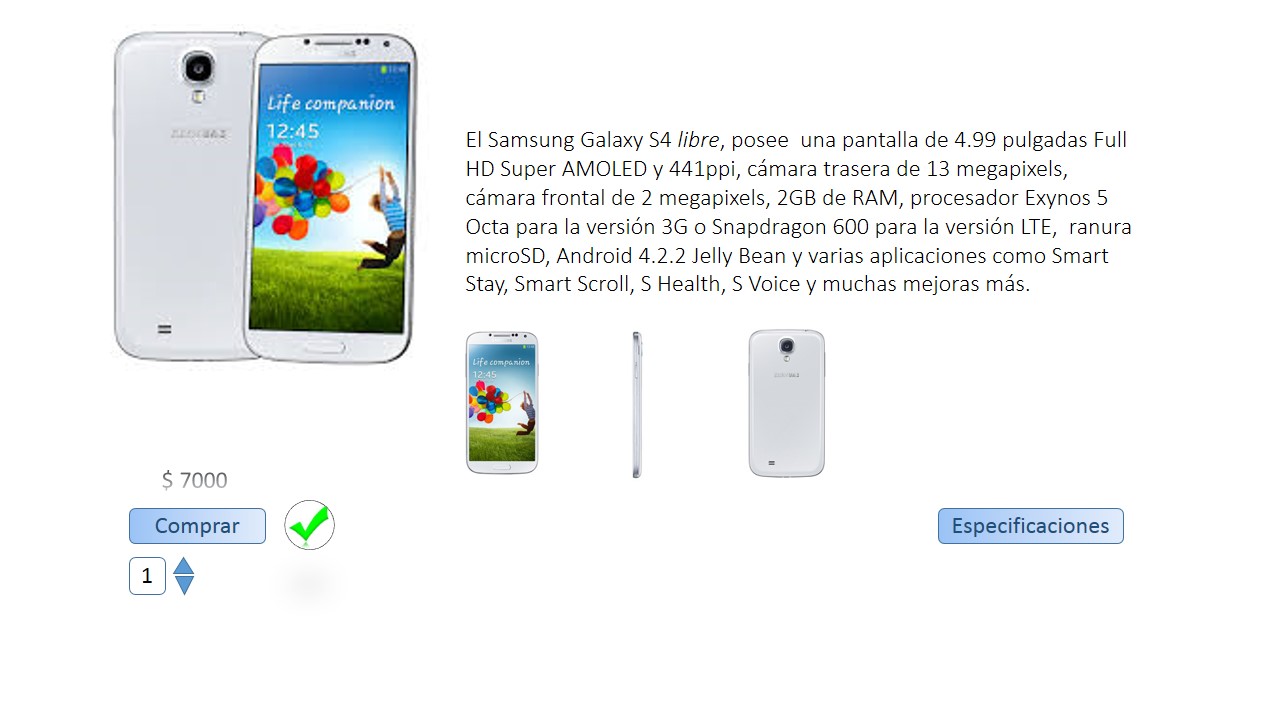 Life companion
12:45
SAMSUNG
El Samsung Galaxy S4 libre, posee  una pantalla de 4.99 pulgadas Full
HD Super AMOLED y 441ppi, cámara trasera de 13 megapixels,
cámara frontal de 2 megapixels, 2GB de RAM, procesador Exynos 5
Octa para la versión 3G o Snapdragon 600 para la versión LTE,  ranura
microSD, Android 4.2.2 Jelly Bean y varias aplicaciones como Smart
Stay, Smart Scroll, S Health, S Voice y muchas mejoras más.
Life companion
12:45
$ 7000
Comprar
Especificaciones
1